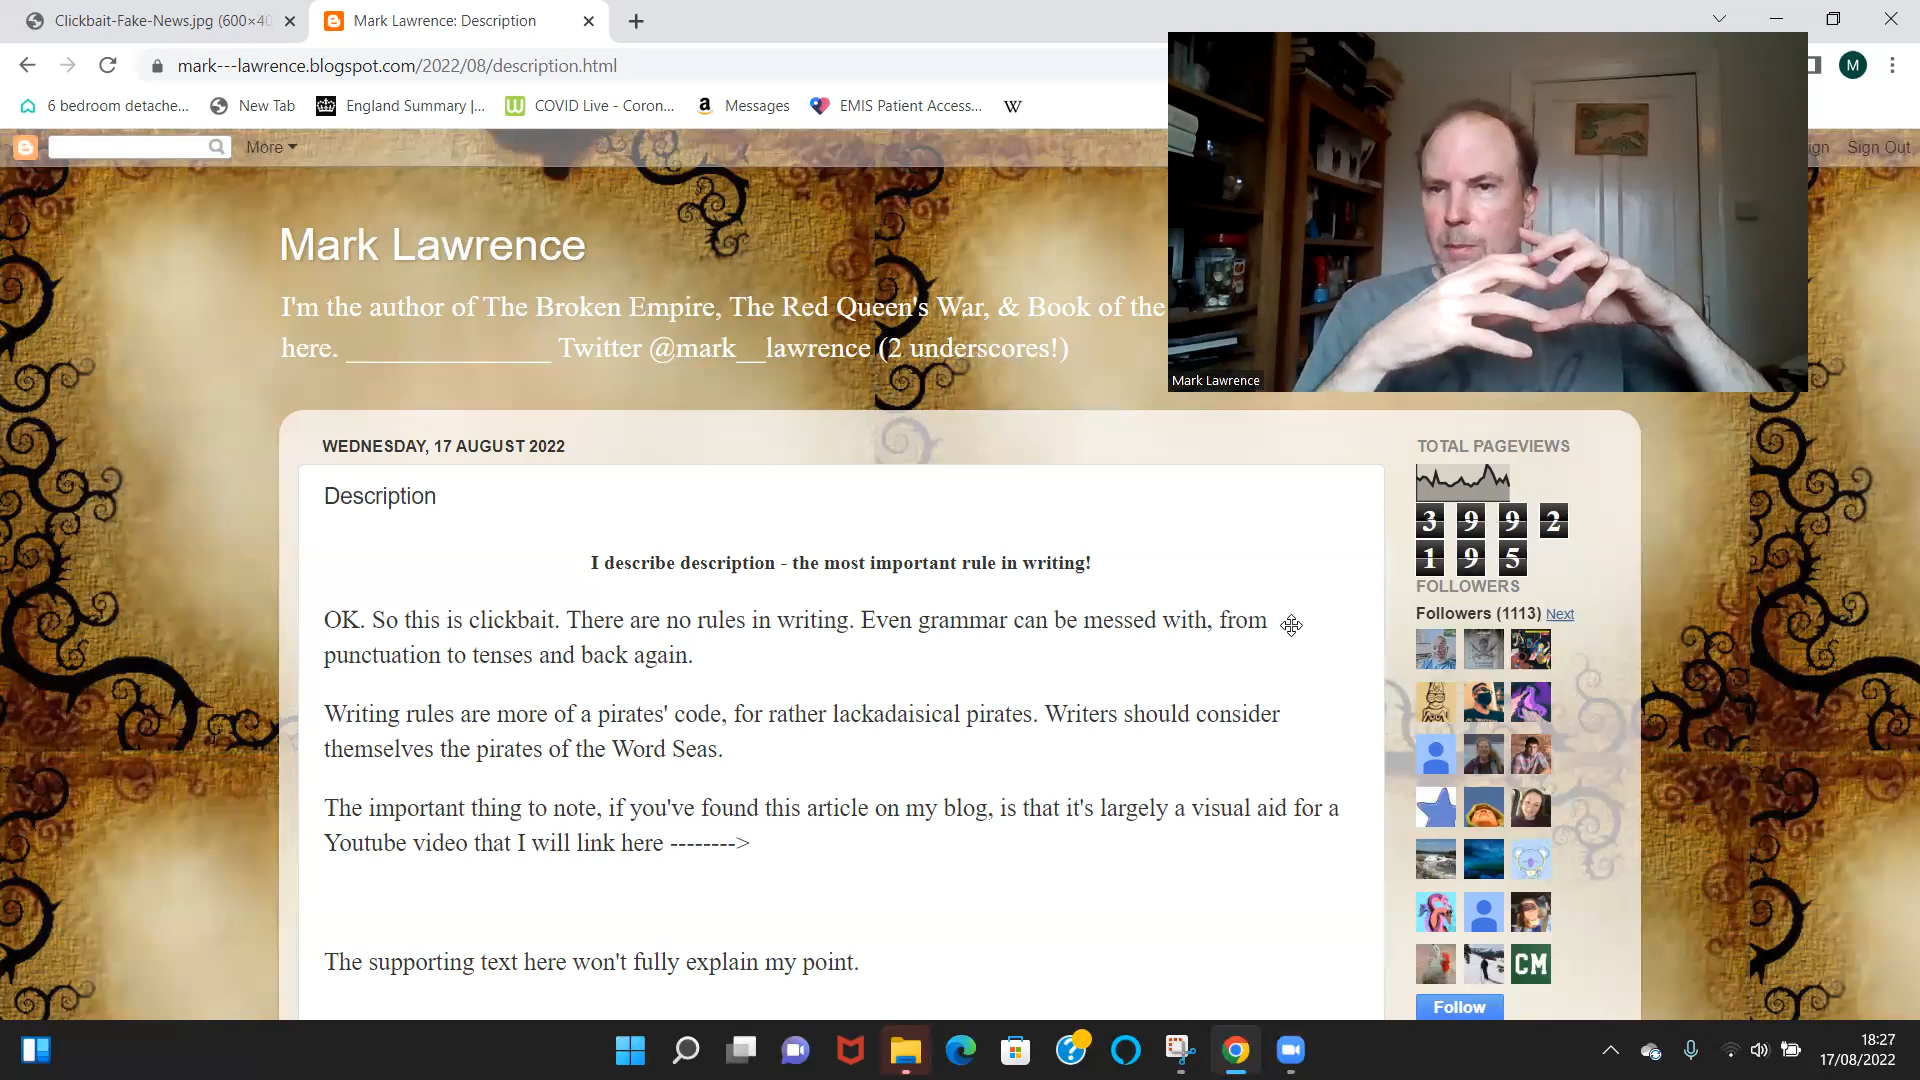 Clickbait-Fake-News.jpg (600×40
Mark Lawrence: Description
mark---lawrence.blogspot.com/2022/08/description.html
M
6 bedroom detache...
New Tab
England Summary |...
COVID Live - Coron...
Messages
EMIS Patient Access...
W
More
Sign Out
Mark Lawrence
I'm the author of The Broken Empire, The Red Queen's War, & Book of the
here. _______________ Twitter @mark__lawrence (2 underscores!)
Mark Lawrence
WEDNESDAY, 17 AUGUST 2022
Description
I describe description - the most important rule in writing!
OK. So this is clickbait. There are no rules in writing. Even grammar can be messed with, from
punctuation to tenses and back again.
Writing rules are more of a pirates' code, for rather lackadaisical pirates. Writers should consider
themselves the pirates of the Word Seas.
The important thing to note, if you've found this article on my blog, is that it's largely a visual aid for a
Youtube video that I will link here -------->
The supporting text here won't fully explain my point.
TOTAL PAGEVIEWS
3 9 9 2
1 9 5
FOLLOWERS
Followers (1113) Next
CM
Follow
18:27
17/08/2022